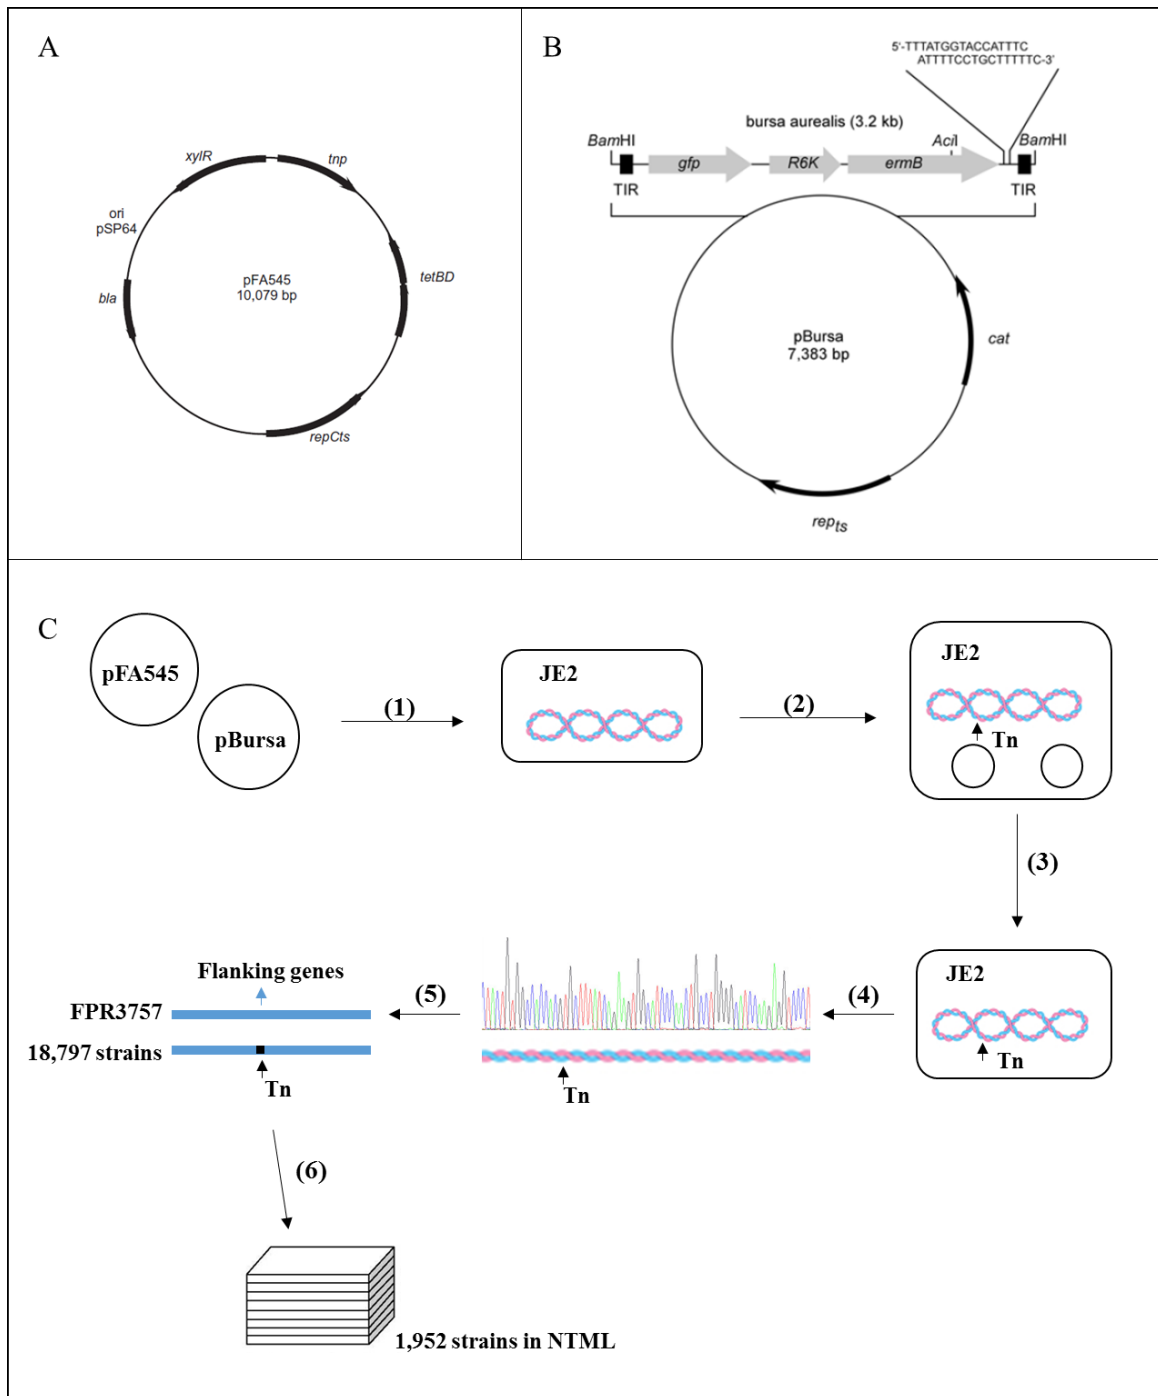 A
xylR
tnp
ori
pSP64
pFA545
10,079 bp
tetBD
bla
repCts
B
5'-TTTATGGTACCATTTC
ATTTTCCTGCTTTTTC-3'
bursa aurealis (3.2 kb)
BamHI
AciI
BamHI
gfp
R6K
ermB
TIR
TIR
pBursa
7,383 bp
cat
repts
C
pFA545
pBursa
(1)
JE2
(2)
JE2
Tn
(3)
JE2
Tn
(4)
Tn
(5)
Flanking genes
FPR3757
18,797 strains
Tn
(6)
1,952 strains in NTML